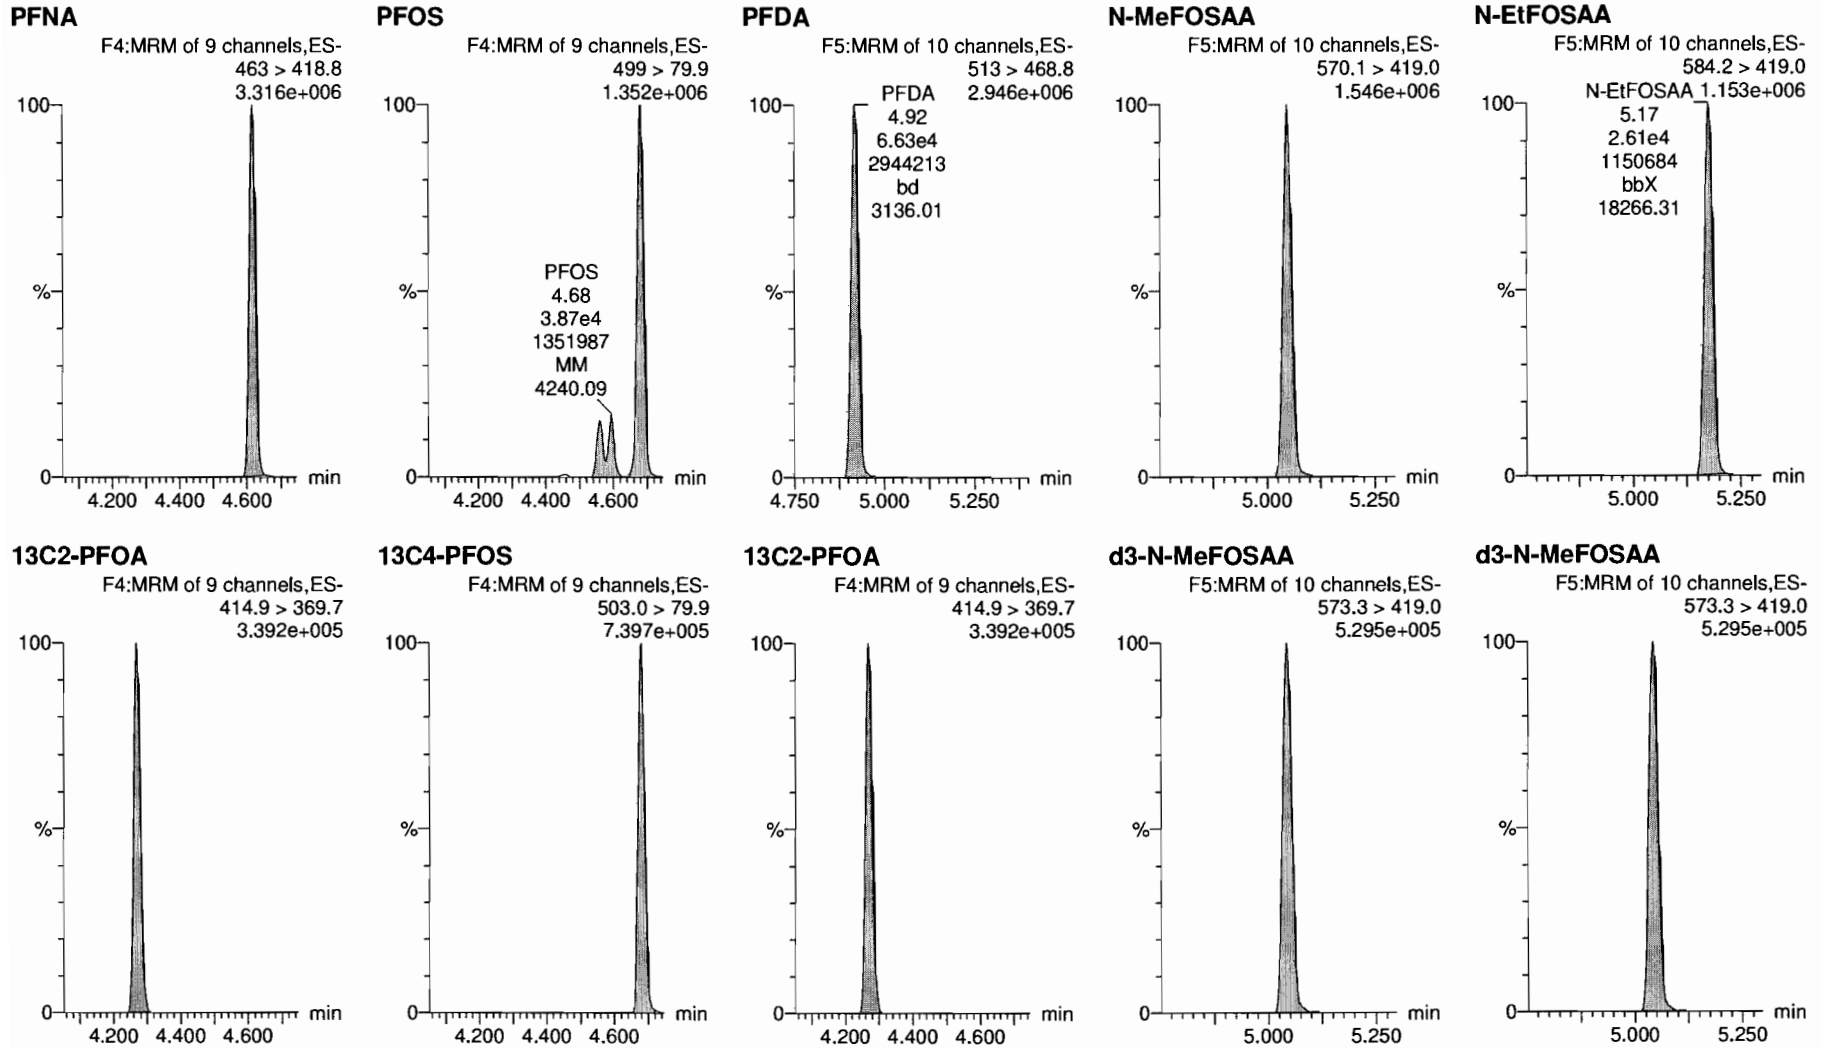 PFNA
F4:MRM of 9 channels,ES-
463 > 418.8
3.316e+006
100
%
0
min
4.200 4.400 4.600
PFOS
F4:MRM of 9 channels,ES-
499 > 79.9
1.352e+006
100
PFOS
4.68
3.87e4
1351987
MM
4240.09
%
0
min
4.200 4.400 4.600
PFDA
F5:MRM of 10 channels,ES-
513 > 468.8
2.946e+006
100
PFDA
4.92
6.63e4
2944213
bd
3136.01
%
0
min
4.750 5.000 5.250
N-MeFOSAA
F5:MRM of 10 channels,ES-
570.1 > 419.0
1.546e+006
100
%
0
min
5.000 5.250
N-EtFOSAA
F5:MRM of 10 channels,ES-
584.2 > 419.0
N-EtFOSAA 1.153e+006
100
5.17
2.61e4
1150684
bbX
18266.31
%
0
min
5.000 5.250
13C2-PFOA
F4:MRM of 9 channels,ES-
414.9 > 369.7
3.392e+005
100
%
0
min
4.200 4.400 4.600
13C4-PFOS
F4:MRM of 9 channels,ES-
503.0 > 79.9
7.397e+005
100
%
0
min
4.200 4.400 4.600
13C2-PFOA
F4:MRM of 9 channels,ES-
414.9 > 369.7
3.392e+005
100
%
0
min
4.200 4.400 4.600
d3-N-MeFOSAA
F5:MRM of 10 channels,ES-
573.3 > 419.0
5.295e+005
100
%
0
min
5.000 5.250
d3-N-MeFOSAA
F5:MRM of 10 channels,ES-
573.3 > 419.0
5.295e+005
100
%
0
min
5.000 5.250